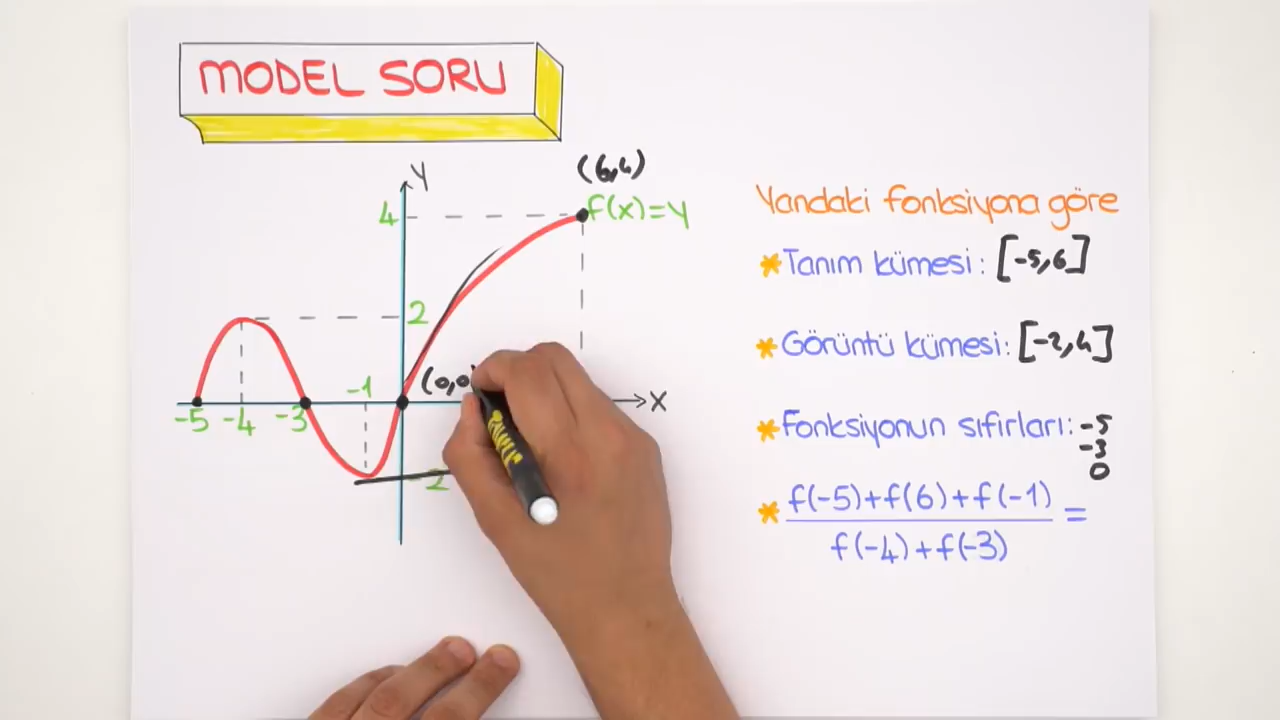 MODEL SORU
Y
(6,4)
4
f(x)=Y
2
-1
(0,0)
X
-5
-4
-3
-2
Yandaki fonksiyona göre
* Tanım kümesi: [-5,6]
* Görüntü kümesi: [-2,4]
* Fonksiyonun sıfırları: -5
-3
0
* f(-5)+f(6)+f(-1) =
f(-4)+f(-3)